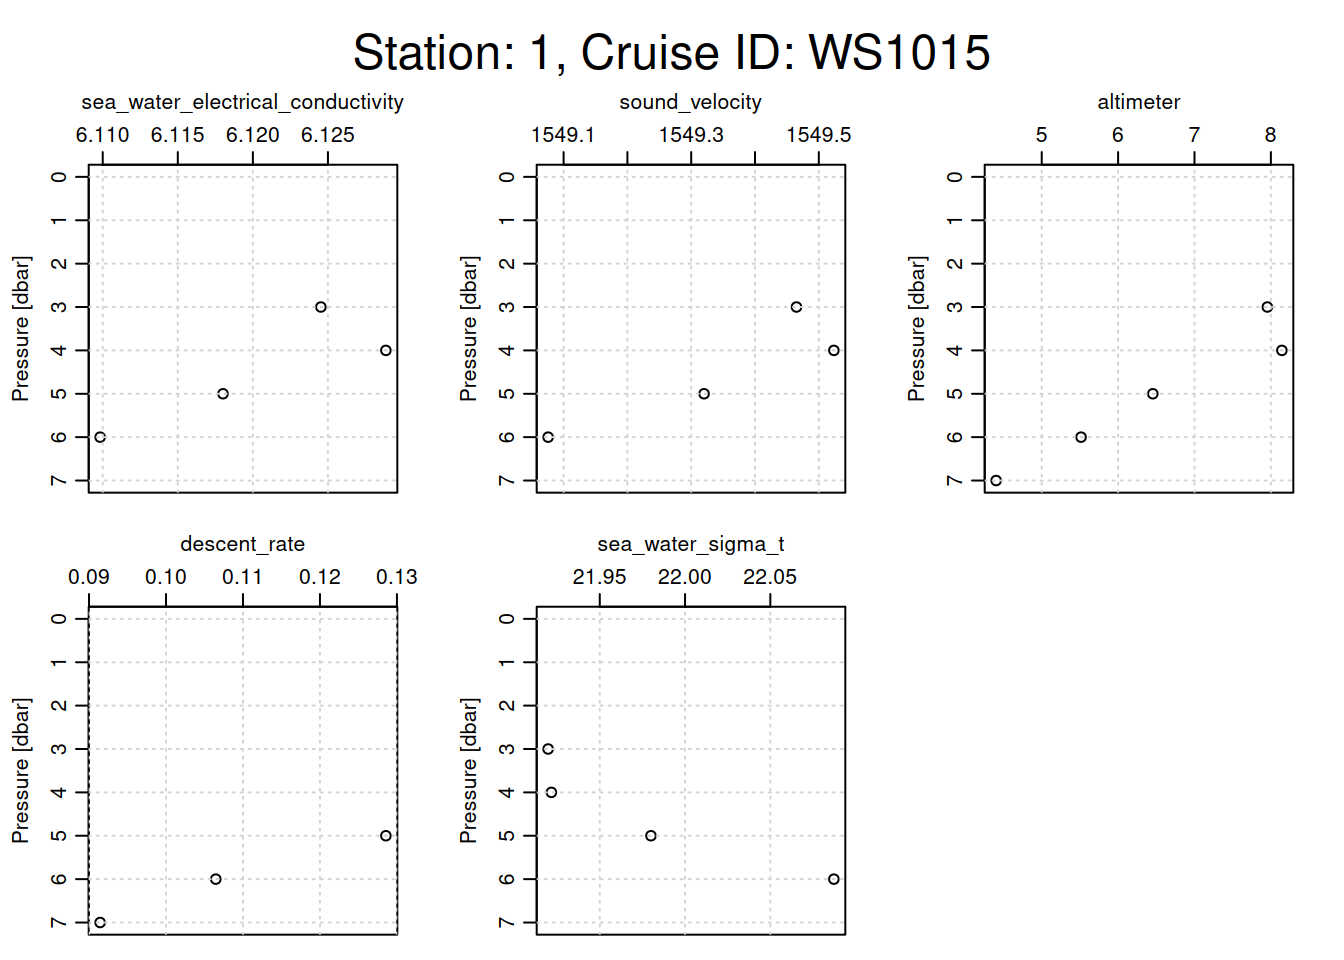 Station: 1, Cruise ID: WS1015
sea_water_electrical_conductivity
6.110 6.115 6.120 6.125
Pressure [dbar]
0
1
2
3
4
5
6
7
sound_velocity
1549.1 1549.3 1549.5
Pressure [dbar]
0
1
2
3
4
5
6
7
altimeter
5 6 7 8
Pressure [dbar]
0
1
2
3
4
5
6
7
descent_rate
0.09 0.10 0.11 0.12 0.13
Pressure [dbar]
0
1
2
3
4
5
6
7
sea_water_sigma_t
21.95 22.00 22.05
Pressure [dbar]
0
1
2
3
4
5
6
7